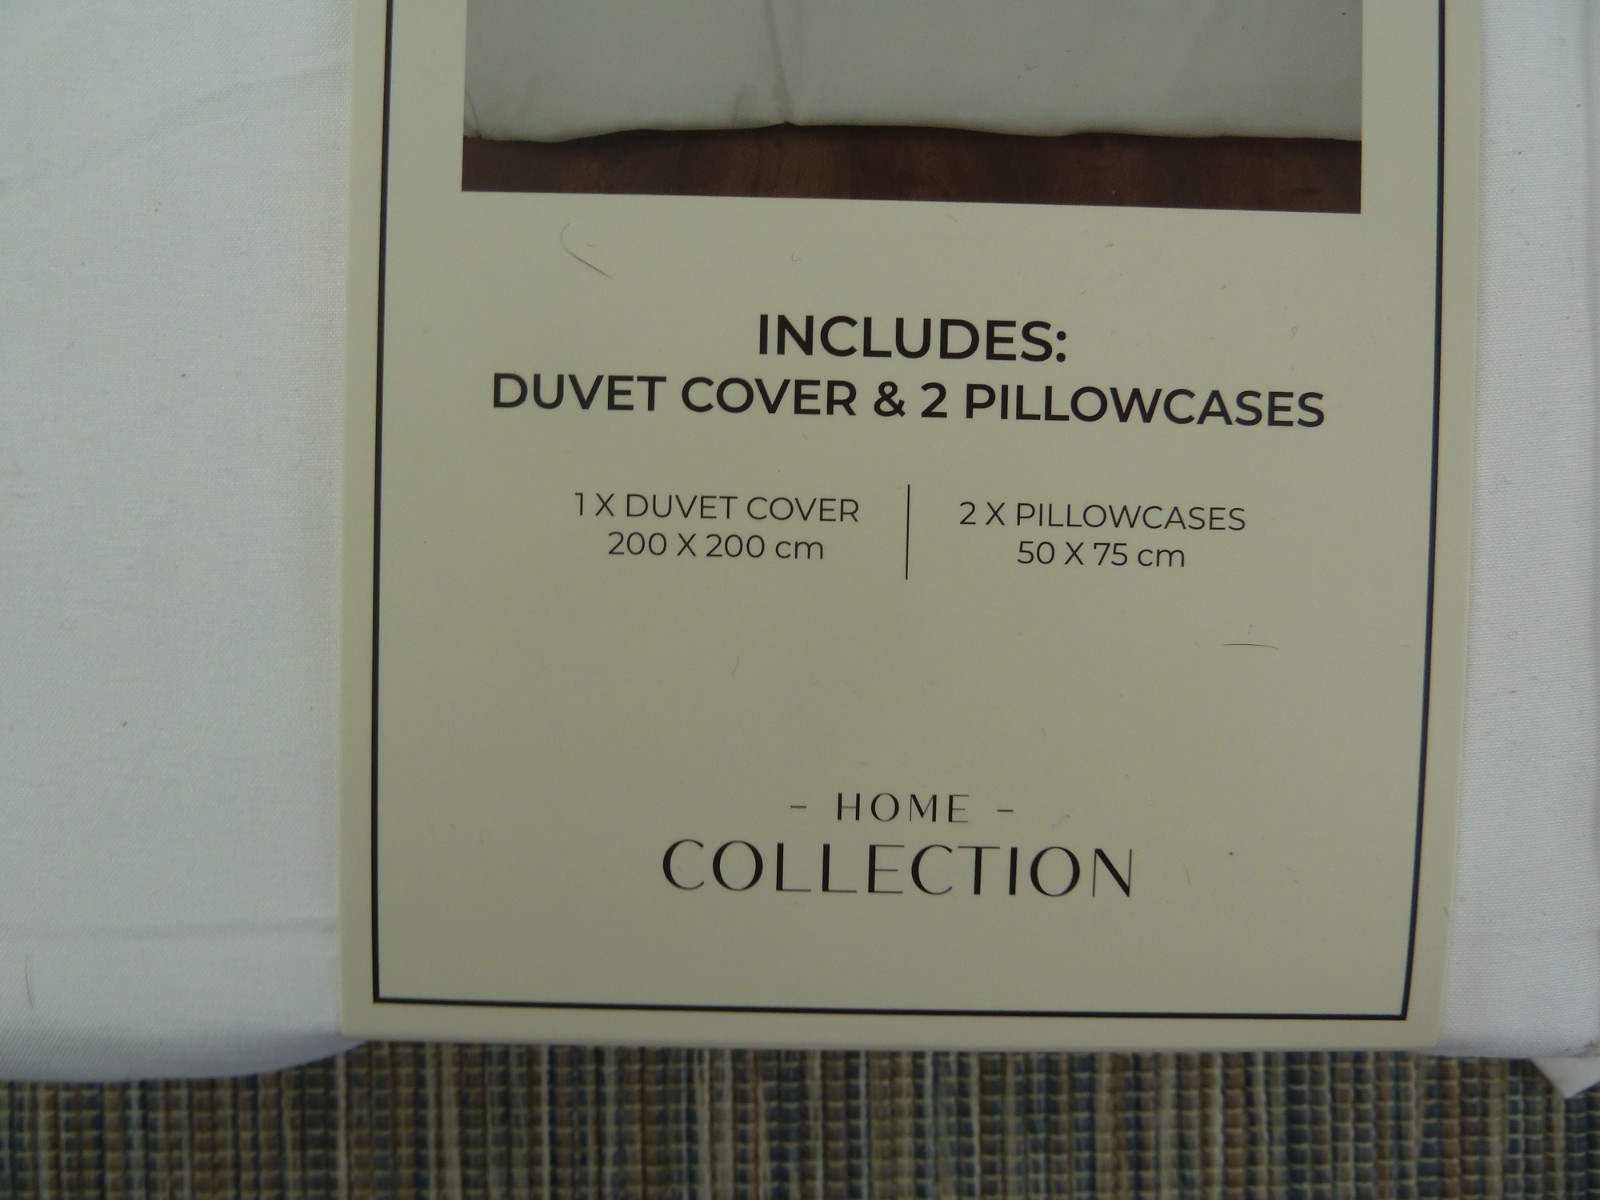 INCLUDES:
DUVET COVER & 2 PILLOWCASES
1 X DUVET COVER
200 X 200 cm
2 X PILLOWCASES
50 X 75 cm
- HOME -
COLLECTION